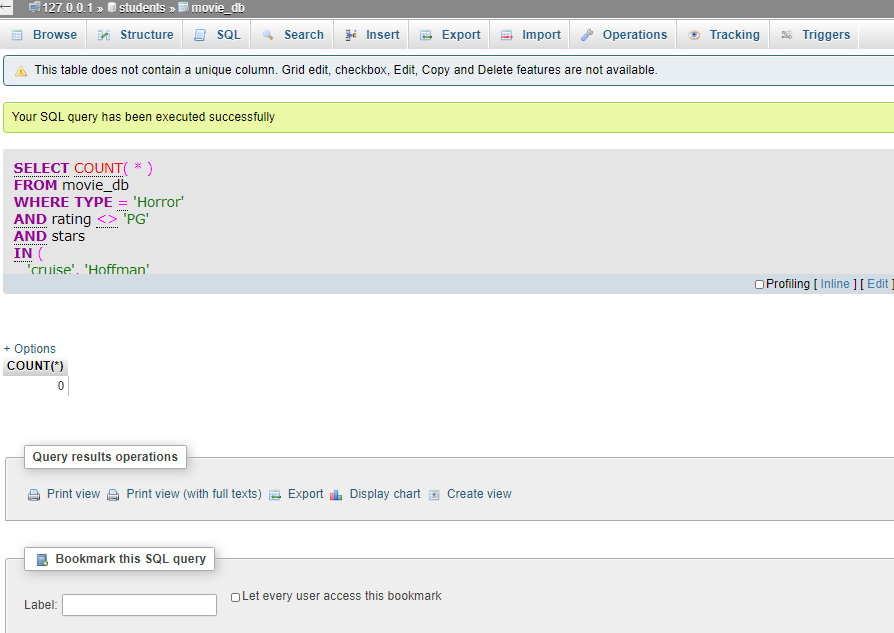 127.0.0.1 » students » movie_db
Browse Structure SQL Search Insert Export Import Operations Tracking Triggers
This table does not contain a unique column. Grid edit, checkbox, Edit, Copy and Delete features are not available.
Your SQL query has been executed successfully
SELECT COUNT( * )
FROM movie_db
WHERE TYPE = 'Horror'
AND rating <> 'PG'
AND stars
IN (
'cruise', 'Hoffman'
Profiling [ Inline ] [ Edit ]
+ Options
COUNT(*)
0
Query results operations
Print view Print view (with full texts) Export Display chart Create view
Bookmark this SQL query
Label: Let every user access this bookmark